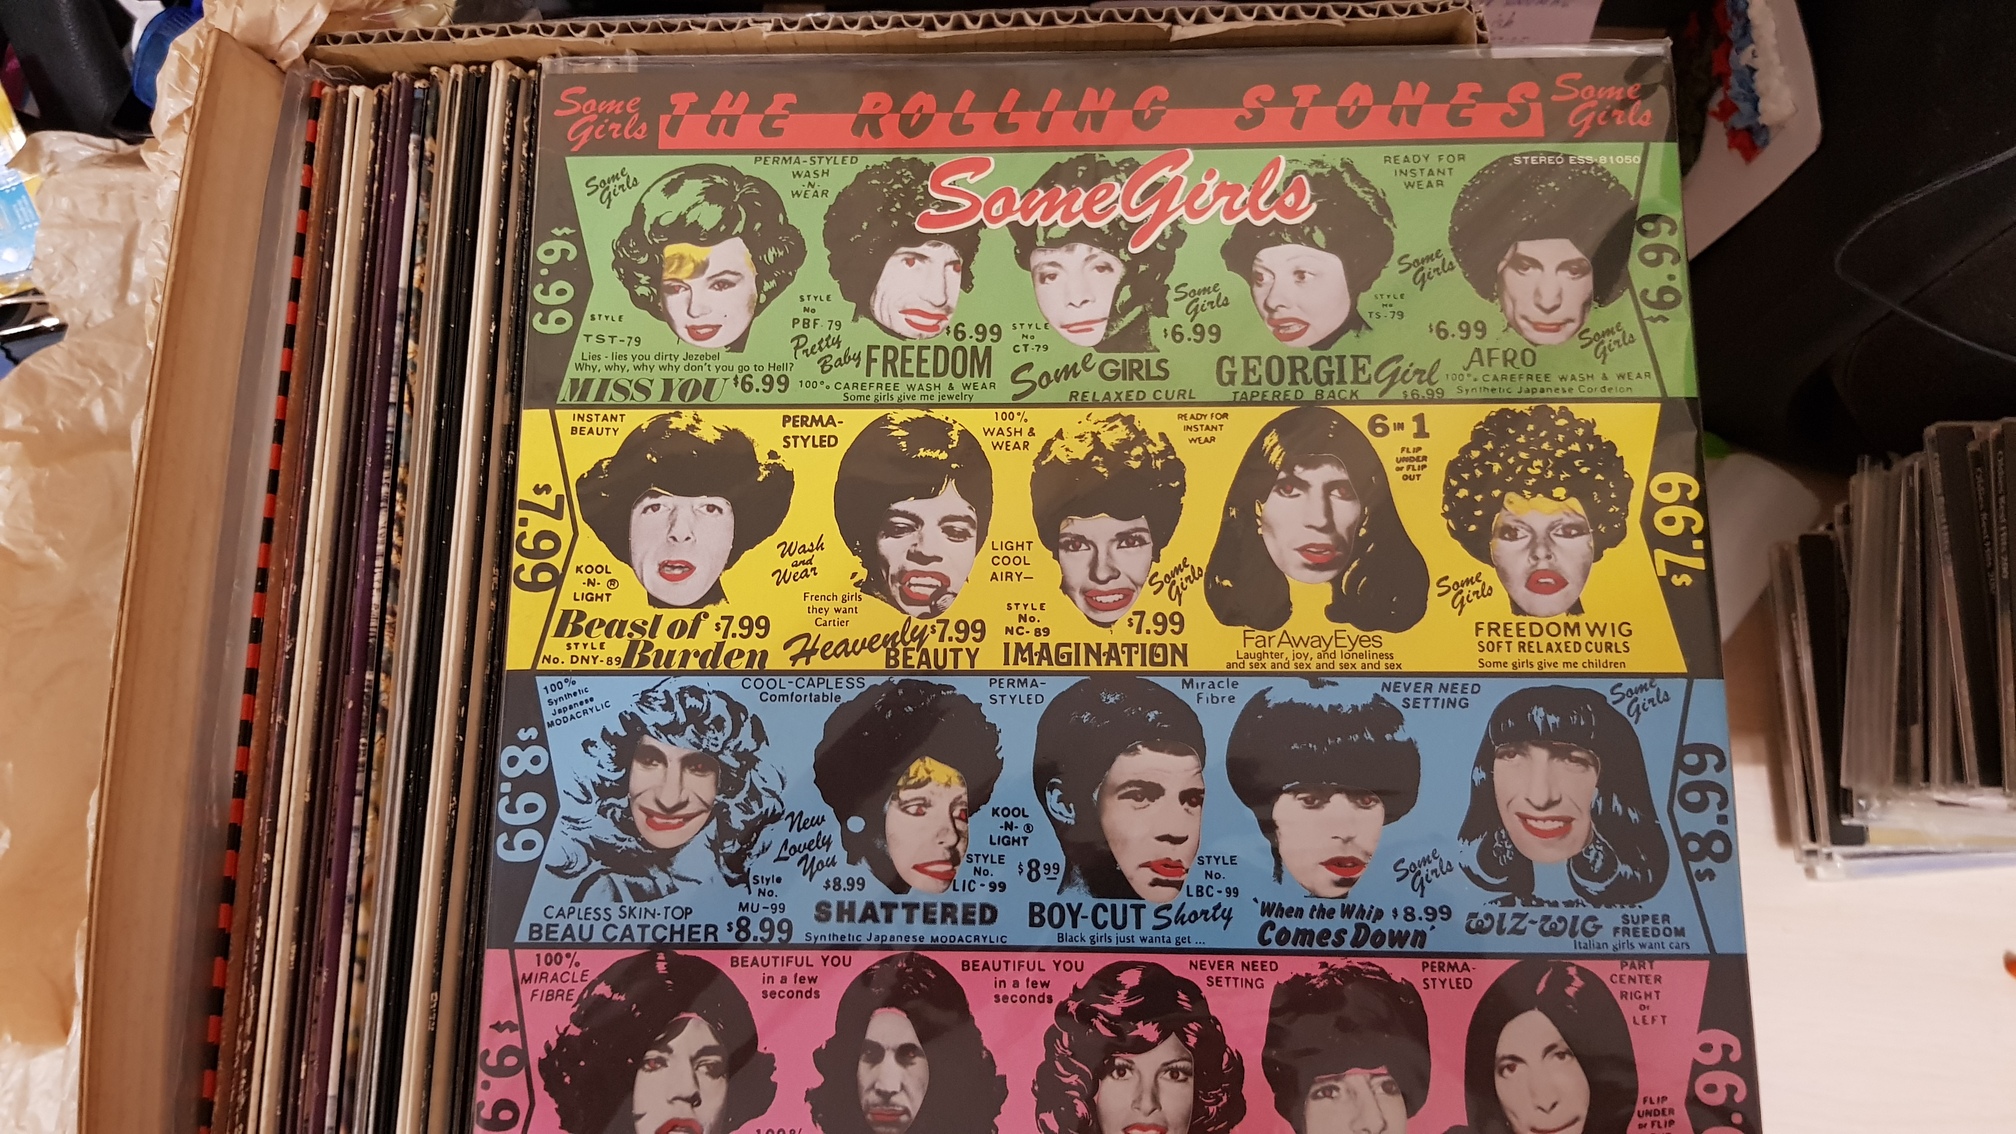 Some Girls
THE ROLLING STONES
Some Girls
Some Girls
STEREO ESS-81050
Some Girls
PERMA-STYLED
WASH
-N-
WEAR
READY FOR
INSTANT
WEAR
$6.99
$6.99
STYLE
TST-79
Lies - lies you dirty Jezebel
Why, why, why why don't you go to Hell?
MISS YOU $6.99
STYLE
No
PBF-79
Pretty
Baby FREEDOM
$6.99
100% CAREFREE WASH & WEAR
Some girls give me jewelry
STYLE
No
CT-79
Some Girls
$6.99
Some GIRLS
RELAXED CURL
Some Girls
STYLE
No
TS-79
$6.99
GEORGIE Girl
TAPERED BACK $6.99
Some Girls
AFRO
100% CAREFREE WASH & WEAR
Synthetic Japanese Cordelon
INSTANT
BEAUTY
PERMA-
STYLED
100%
WASH &
WEAR
READY FOR
INSTANT
WEAR
6 IN 1
FLIP
UNDER
or FLIP
OUT
$7.99
$7.99
KOOL
-N- ®
LIGHT
Beast of $7.99
Burden
STYLE
No. DNY-89
Wash
and
Wear
French girls
they want
Cartier
Heavenly $7.99
BEAUTY
LIGHT
COOL
AIRY—
STYLE
No.
NC-89
Some Girls
$7.99
IMAGINATION
Far Away Eyes
Laughter, joy, and loneliness
and sex and sex and sex and sex
Some Girls
FREEDOM WIG
SOFT RELAXED CURLS
Some girls give me children
100%
Synthetic
Japanese
MODACRYLIC
COOL-CAPLESS
Comfortable
PERMA-
STYLED
Miracle
Fibre
NEVER NEED
SETTING
Some Girls
$8.99
$8.99
Style
No.
MU-99
CAPLESS SKIN-TOP
BEAU CATCHER $8.99
New
Lovely
You
$8.99
STYLE
No.
LIC-99
SHATTERED
Synthetic Japanese MODACRYLIC
KOOL
-N- ®
LIGHT
$8.99
STYLE
No.
LBC-99
BOY-CUT Shorty
Black girls just wanta get ...
Some Girls
'When the Whip $8.99
Comes Down'
WIZ-WIG SUPER
FREEDOM
Italian girls want cars
100%
MIRACLE
FIBRE
BEAUTIFUL YOU
in a few
seconds
BEAUTIFUL YOU
in a few
seconds
NEVER NEED
SETTING
PERMA-
STYLED
PART
CENTER
RIGHT
or
LEFT
FLIP
UNDER
or FLIP
100%